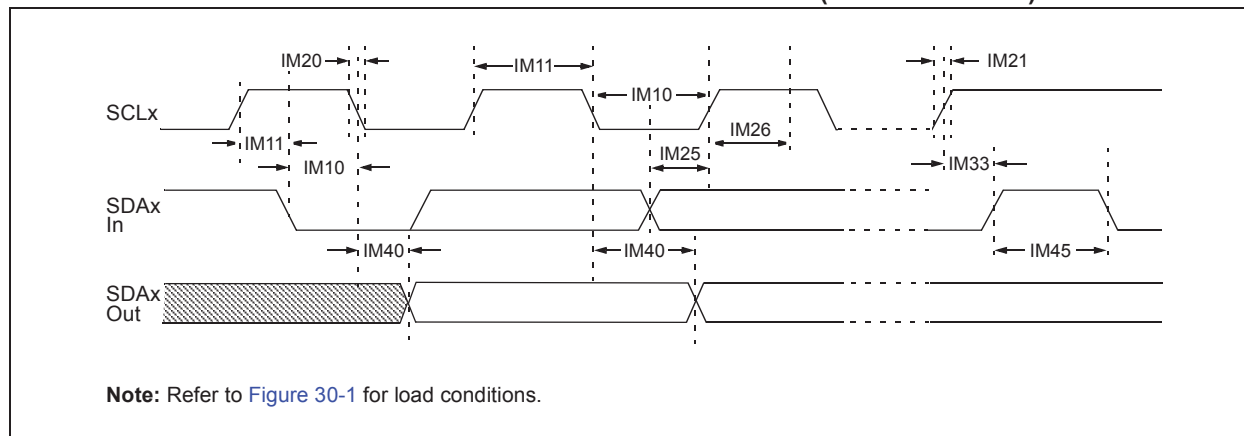 IM20
IM11
IM21
SCLx
IM10
IM26
IM11
IM10
IM25
IM33
SDAx
In
IM40
IM40
IM45
SDAx
Out
Note: Refer to Figure 30-1 for load conditions.